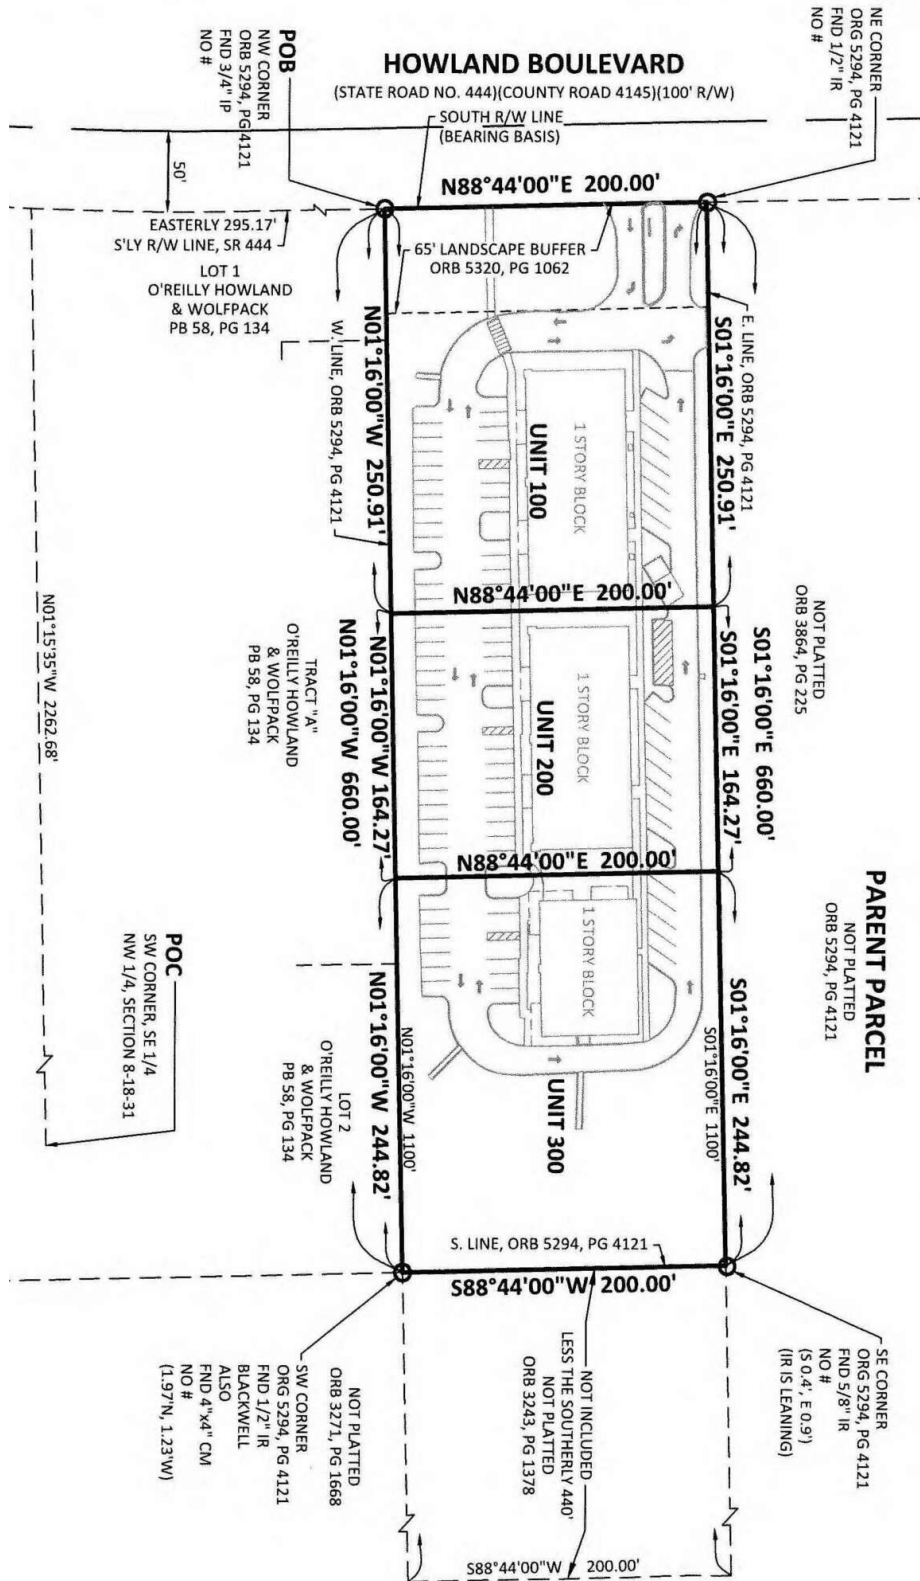 HOWLAND BOULEVARD
(STATE ROAD NO. 444)(COUNTY ROAD 4145)(100' R/W)
SOUTH R/W LINE
(BEARING BASIS)
NE CORNER
ORG 5294, PG 4121
FND 1/2" IR
NO #
POB
NW CORNER
ORB 5294, PG 4121
FND 3/4" IP
NO #
50'
N88°44'00"E 200.00'
EASTERLY 295.17'
S'LY R/W LINE, SR 444
65' LANDSCAPE BUFFER
ORB 5320, PG 1062
LOT 1
O'REILLY HOWLAND
& WOLFPACK
PB 58, PG 134
N01°16'00"W 250.91'
W. LINE, ORB 5294, PG 4121
E. LINE, ORB 5294, PG 4121
S01°16'00"E 250.91'
1 STORY BLOCK
UNIT 100
N88°44'00"E 200.00'
NOT PLATTED
ORB 3864, PG 225
S01°16'00"E 660.00'
S01°16'00"E 164.27'
N01°16'00"W 164.27'
N01°16'00"W 660.00'
TRACT "A"
O'REILLY HOWLAND
& WOLFPACK
PB 58, PG 134
N01°15'35"W 2262.68'
1 STORY BLOCK
UNIT 200
N88°44'00"E 200.00'
PARENT PARCEL
NOT PLATTED
ORB 5294, PG 4121
1 STORY BLOCK
UNIT 300
S01°16'00"E 244.82'
S01°16'00"E 1100'
N01°16'00"W 1100'
N01°16'00"W 244.82'
LOT 2
O'REILLY HOWLAND
& WOLFPACK
PB 58, PG 134
POC
SW CORNER, SE 1/4
NW 1/4, SECTION 8-18-31
S. LINE, ORB 5294, PG 4121
S88°44'00"W 200.00'
SE CORNER
ORG 5294, PG 4121
FND 5/8" IR
NO #
(S 0.4', E 0.9')
(IR IS LEANING)
NOT INCLUDED
LESS THE SOUTHERLY 440'
NOT PLATTED
ORB 3243, PG 1378
NOT PLATTED
ORB 3271, PG 1668
SW CORNER
ORG 5294, PG 4121
FND 1/2" IR
BLACKWELL
ALSO
FND 4"x4" CM
NO #
(1.97'N, 1.23'W)
S88°44'00"W 200.00'